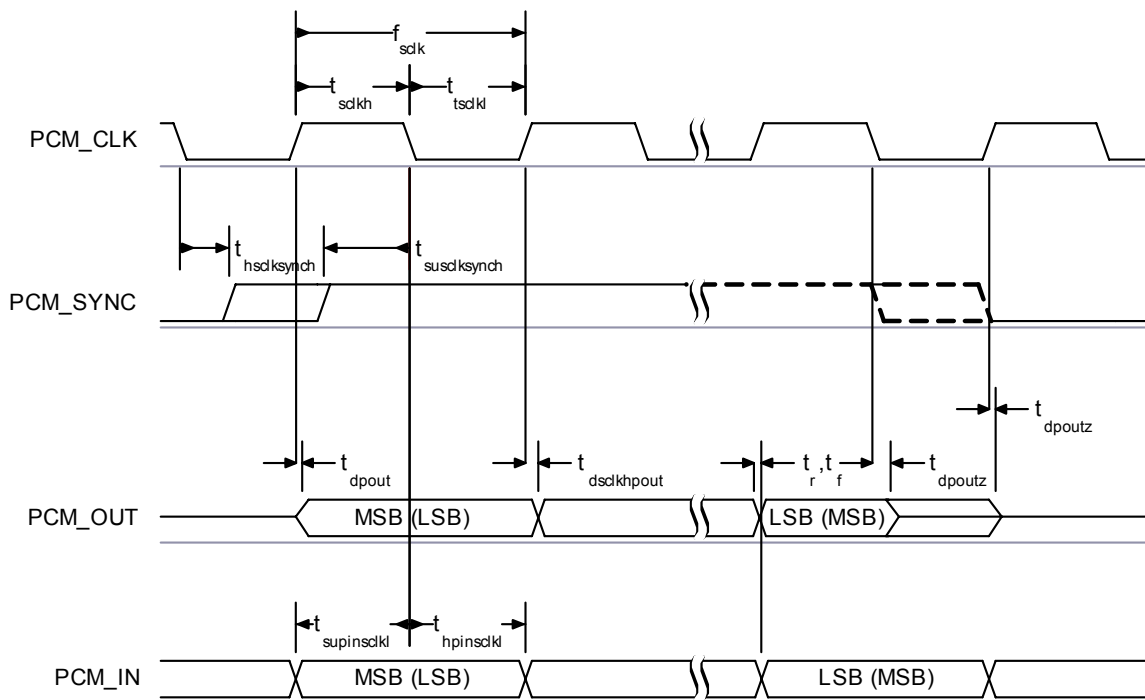 f sclk
t sclkh
t tsclkl
PCM_CLK
t hsclksynch
t susclksynch
PCM_SYNC
t dpoutz
t dpout
t dsclkhpout
t r ,t f
t dpoutz
PCM_OUT
MSB (LSB)
LSB (MSB)
t supinsclkl
t hpinsclkl
PCM_IN
MSB (LSB)
LSB (MSB)